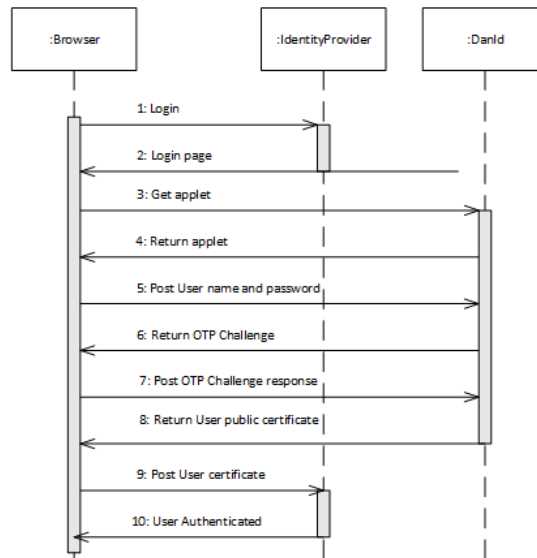 :Browser
:IdentityProvider
:DanId
1: Login
2: Login page
3: Get applet
4: Return applet
5: Post User name and password
6: Return OTP Challenge
7: Post OTP Challenge response
8: Return User public certificate
9: Post User certificate
10: User Authenticated